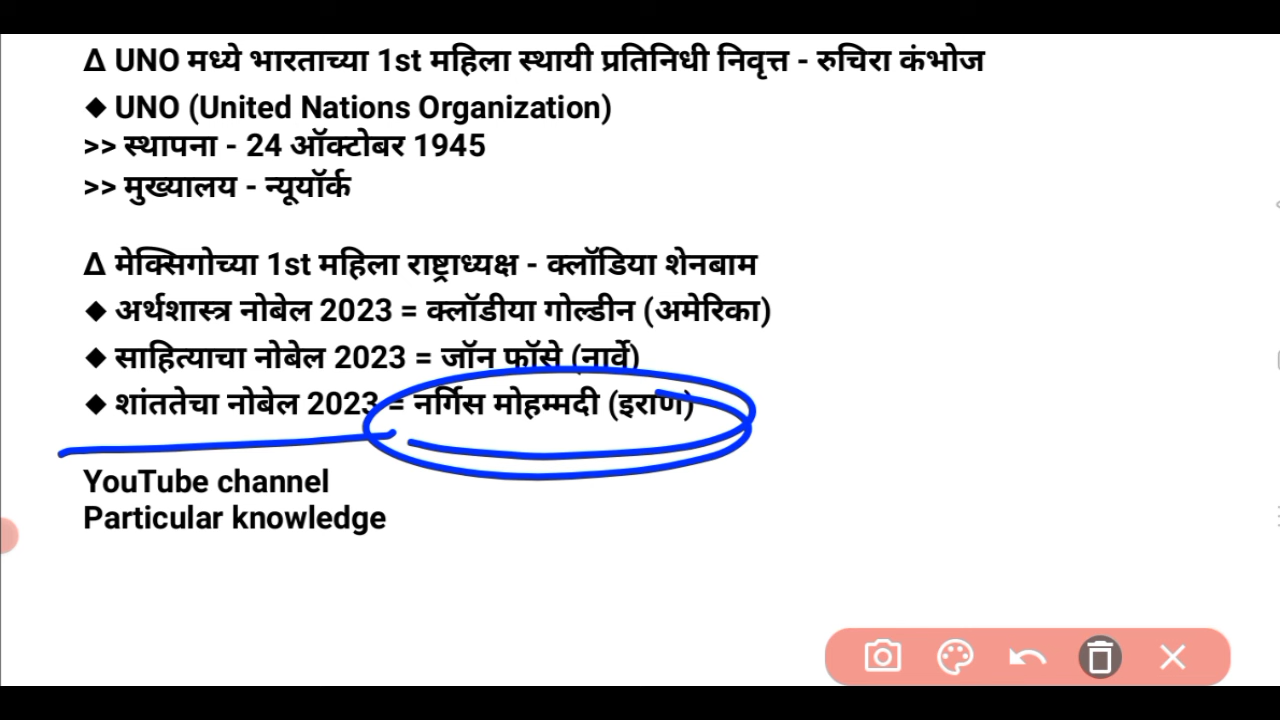 Δ UNO मध्ये भारताच्या 1st महिला स्थायी प्रतिनिधी निवृत्त - रुचिरा कंभोज
◆ UNO (United Nations Organization)
>> स्थापना - 24 ऑक्टोबर 1945
>> मुख्यालय - न्यूयॉर्क
Δ मेक्सिगोच्या 1st महिला राष्ट्राध्यक्ष - क्लॉडिया शेनबाम
◆ अर्थशास्त्र नोबेल 2023 = क्लॉडीया गोल्डीन (अमेरिका)
◆ साहित्याचा नोबेल 2023 = जॉन फॉसे (नार्वे)
◆ शांततेचा नोबेल 2023 = नर्गिस मोहम्मदी (इराण)
YouTube channel
Particular knowledge